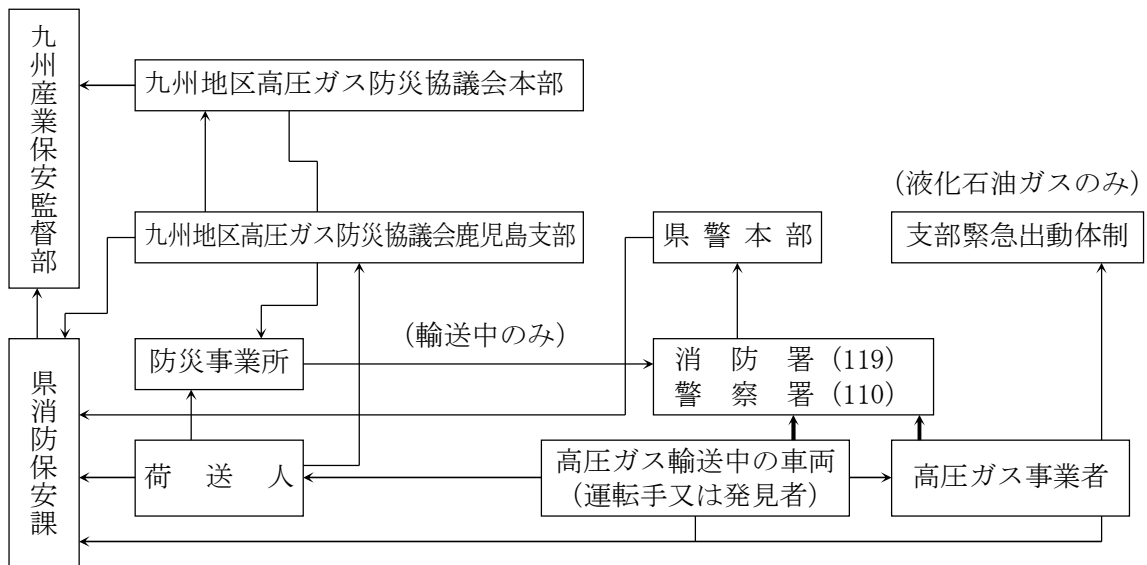 九州産業保安監督部
九州地区高圧ガス防災協議会本部
（液化石油ガスのみ）
九州地区高圧ガス防災協議会鹿児島支部
県警本部
支部緊急出動体制
（輸送中のみ）
防災事業所
消防署（119）
警察署（110）
県消防保安課
荷送人
高圧ガス輸送中の車両
（運転手又は発見者）
高圧ガス事業者